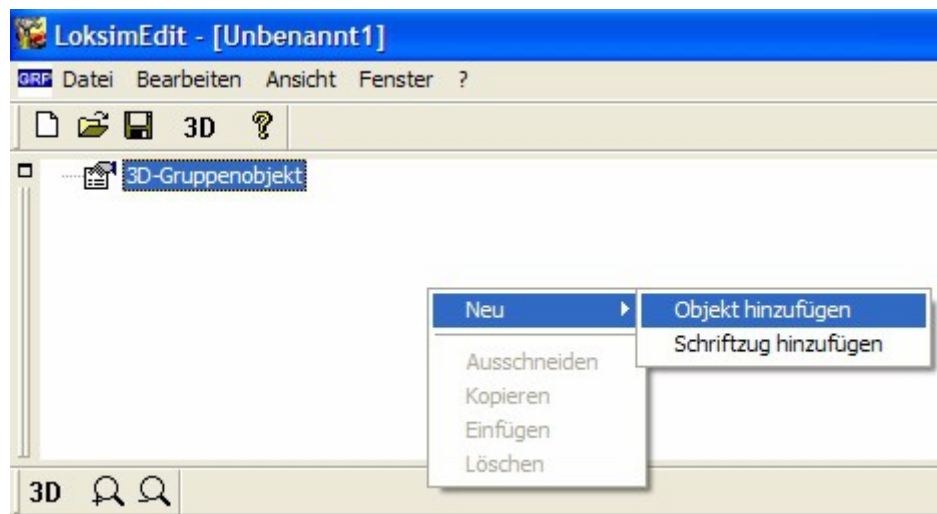 LoksimEdit - [Unbenannt1]
GRP Datei Bearbeiten Ansicht Fenster ?
3D ?
3D-Gruppenobjekt
Neu
Objekt hinzufügen
Schriftzug hinzufügen
Ausschneiden
Kopieren
Einfügen
Löschen
3D